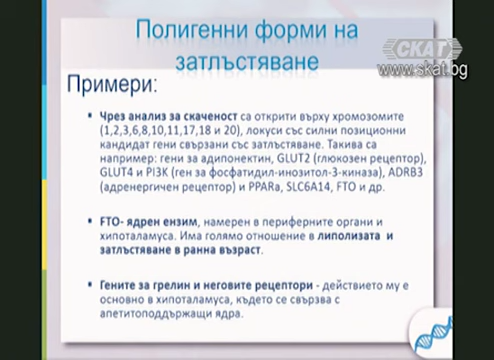 Полигенни форми на
затлъстяване
СКАТ
www.skat.bg
Примери:
• Чрез анализ за скаченост са открити върху хромозомите
(1,2,3,6,8,10,11,17,18 и 20), локуси със силни позиционни
кандидат гени свързани със затлъстяване. Такива са
например: гени за адипонектин, GLUT2 (глюкозен рецептор),
GLUT4 и PI3K (ген за фосфатидил-инозитол-3-киназа), ADRB3
(адренергичен рецептор) и PPARa, SLC6A14, FTO и др.
• FTO- ядрен ензим, намерен в периферните органи и
хипоталамуса. Има голямо отношение в липолизата и
затлъстяване в ранна възраст.
• Гените за грелин и неговите рецептори - действието му е
основно в хипоталамуса, където се свързва с
апетитоподдържащи ядра.